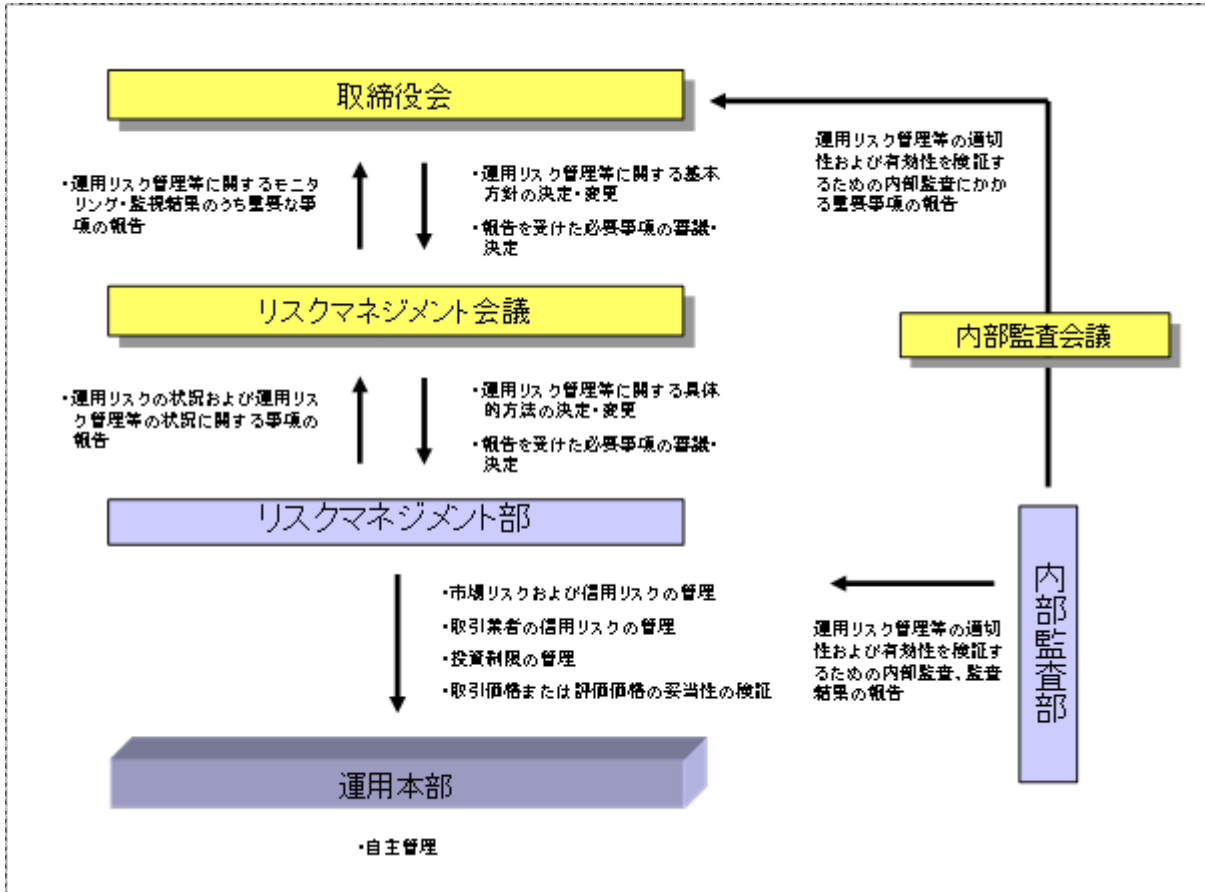 取締役会
・運用リスク管理等に関するモニタ
リング・監視結果のうち重要な事
項の報告
・運用リスク管理等に関する基本
方針の決定・変更
・報告を受けた必要事項の審議・
決定
運用リスク管理等の適切
性および有効性を検証す
るための内部監査にかか
る重要事項の報告
リスクマネジメント会議
内部監査会議
・運用リスクの状況および運用リス
ク管理等の状況に関する事項の
報告
・運用リスク管理等に関する具体
的方法の決定・変更
・報告を受けた必要事項の審議・
決定
リスクマネジメント部
内部監査部
・市場リスクおよび信用リスクの管理
・取引業者の信用リスクの管理
・投資制限の管理
・取引価格または評価価格の妥当性の検証
運用リスク管理等の適切
性および有効性を検証す
るための内部監査、監査
結果の報告
運用本部
・自主管理